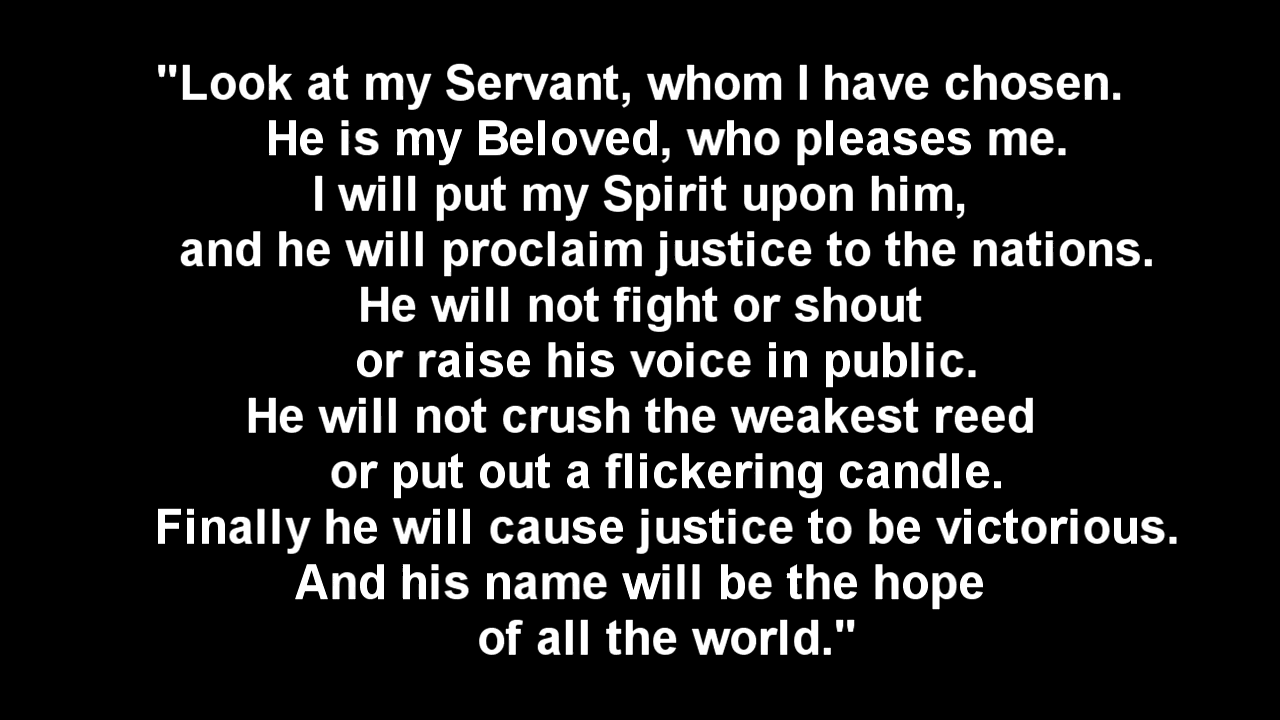 "Look at my Servant, whom I have chosen.
He is my Beloved, who pleases me.
I will put my Spirit upon him,
and he will proclaim justice to the nations.
He will not fight or shout
or raise his voice in public.
He will not crush the weakest reed
or put out a flickering candle.
Finally he will cause justice to be victorious.
And his name will be the hope
of all the world."